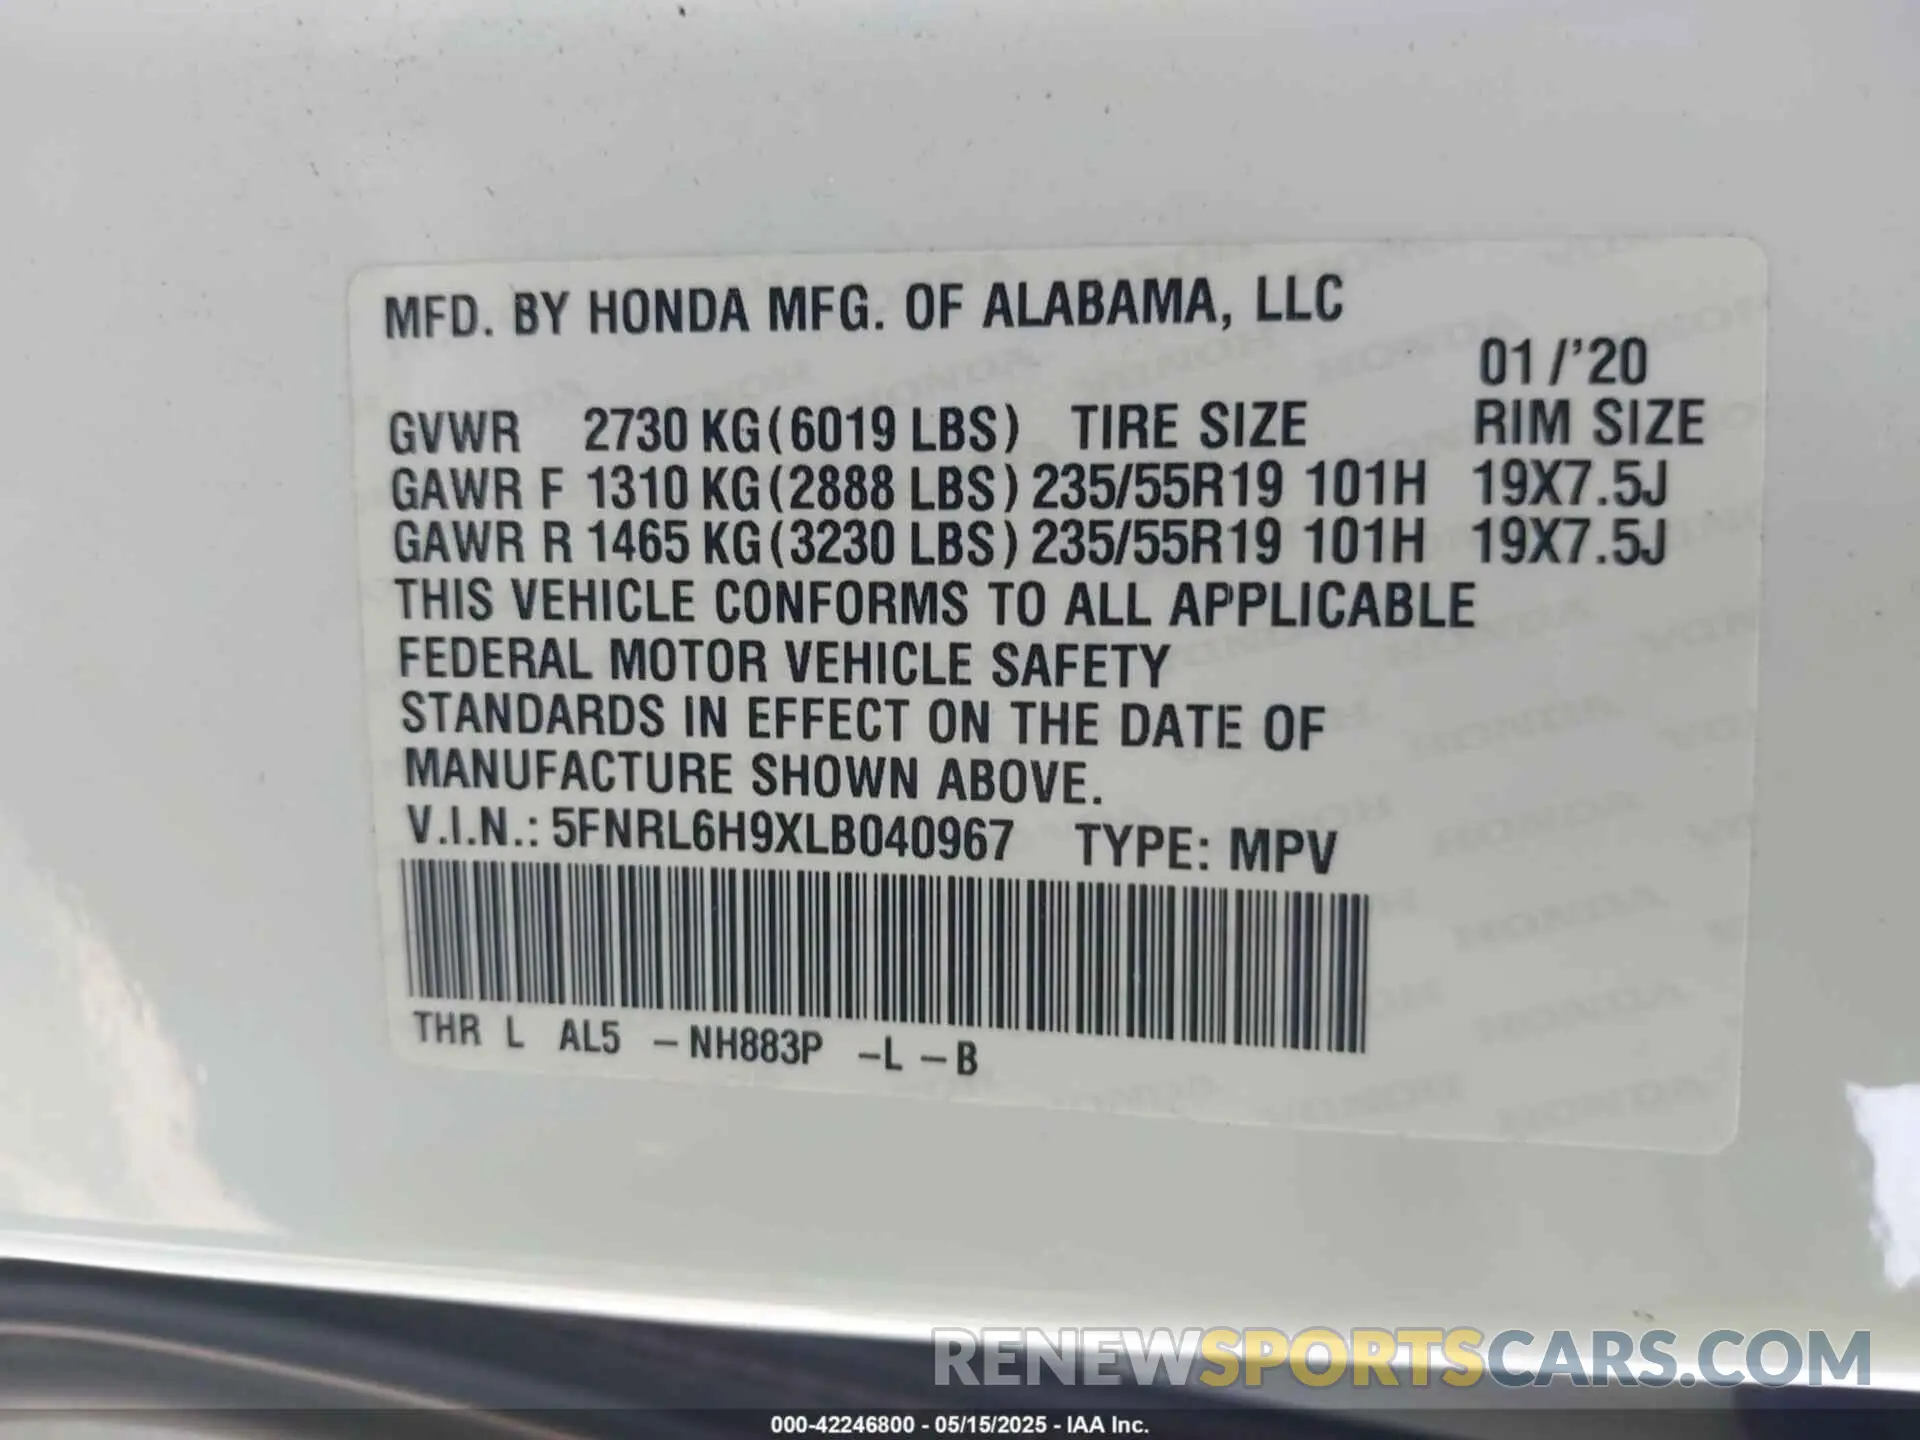 MFD. BY HONDA MFG. OF ALABAMA, LLC
01/'20
GVWR 2730 KG(6019 LBS) TIRE SIZE RIM SIZE
GAWR F 1310 KG(2888 LBS) 235/55R19 101H 19X7.5J
GAWR R 1465 KG(3230 LBS) 235/55R19 101H 19X7.5J
THIS VEHICLE CONFORMS TO ALL APPLICABLE
FEDERAL MOTOR VEHICLE SAFETY
STANDARDS IN EFFECT ON THE DATE OF
MANUFACTURE SHOWN ABOVE.
V.I.N.: 5FNRL6H9XLB040967 TYPE: MPV
THR L AL5 -NH883P -L -B
RENEWSPORTSCARS.COM
000-42246800 - 05/15/2025 - IAA Inc.